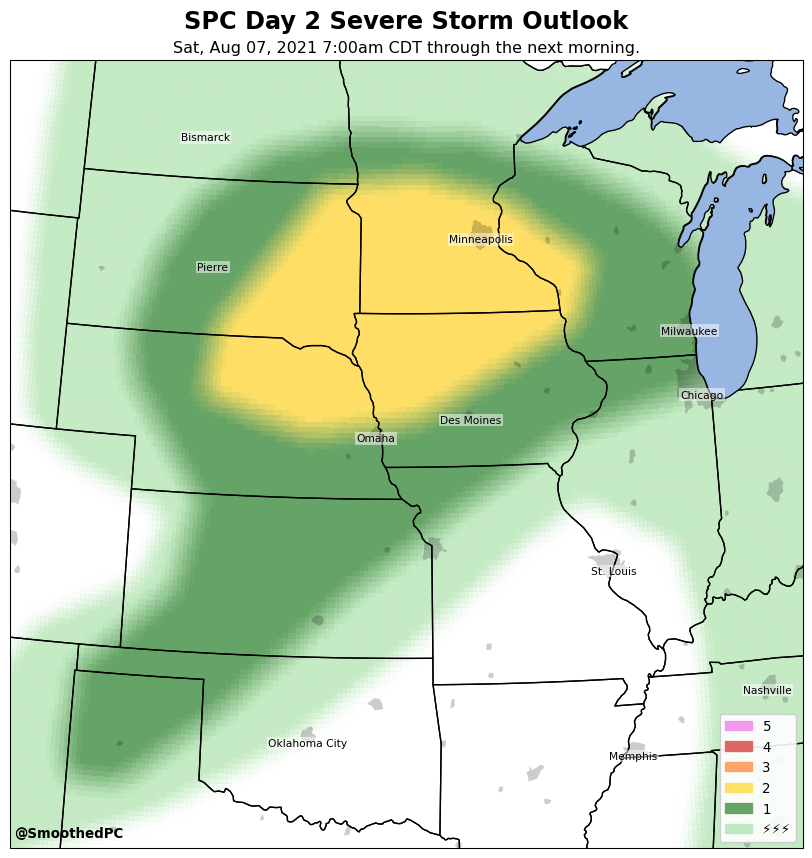 SPC Day 2 Severe Storm Outlook
Sat, Aug 07, 2021 7:00am CDT through the next morning.
Bismarck
Minneapolis
Pierre
Milwaukee
Chicago
Des Moines
Omaha
St. Louis
Nashville
Oklahoma City
Memphis
5
4
3
2
1
⚡⚡⚡
@SmoothedPC